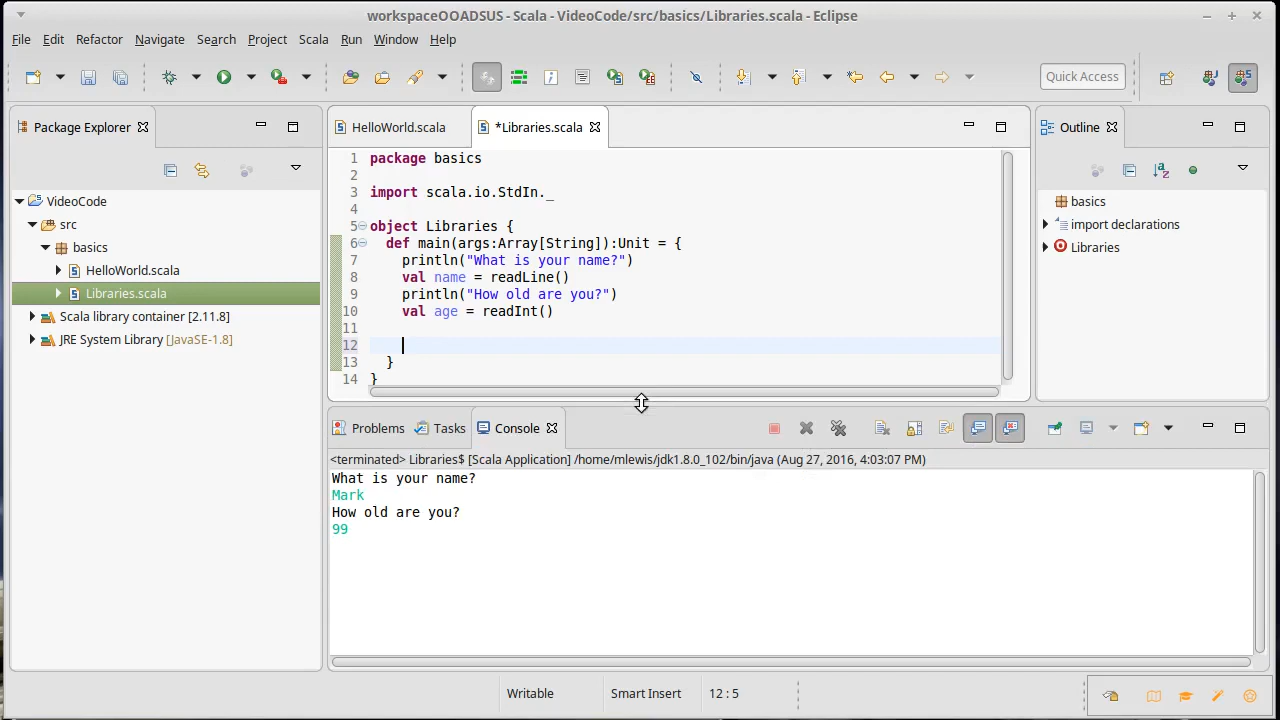 workspaceOOADSUS - Scala - VideoCode/src/basics/Libraries.scala - Eclipse
File Edit Refactor Navigate Search Project Scala Run Window Help
Quick Access
Package Explorer
VideoCode
src
basics
HelloWorld.scala
Libraries.scala
Scala library container [2.11.8]
JRE System Library [JavaSE-1.8]
HelloWorld.scala
*Libraries.scala
1 package basics
2
3 import scala.io.StdIn._
4
5 object Libraries {
6 def main(args:Array[String]):Unit = {
7 println("What is your name?")
8 val name = readLine()
9 println("How old are you?")
10 val age = readInt()
11
12
13 }
14 }
Outline
basics
import declarations
Libraries
Problems Tasks Console
<terminated> Libraries$ [Scala Application] /home/mlewis/jdk1.8.0_102/bin/java (Aug 27, 2016, 4:03:07 PM)
What is your name?
Mark
How old are you?
99
Writable Smart Insert 12 : 5